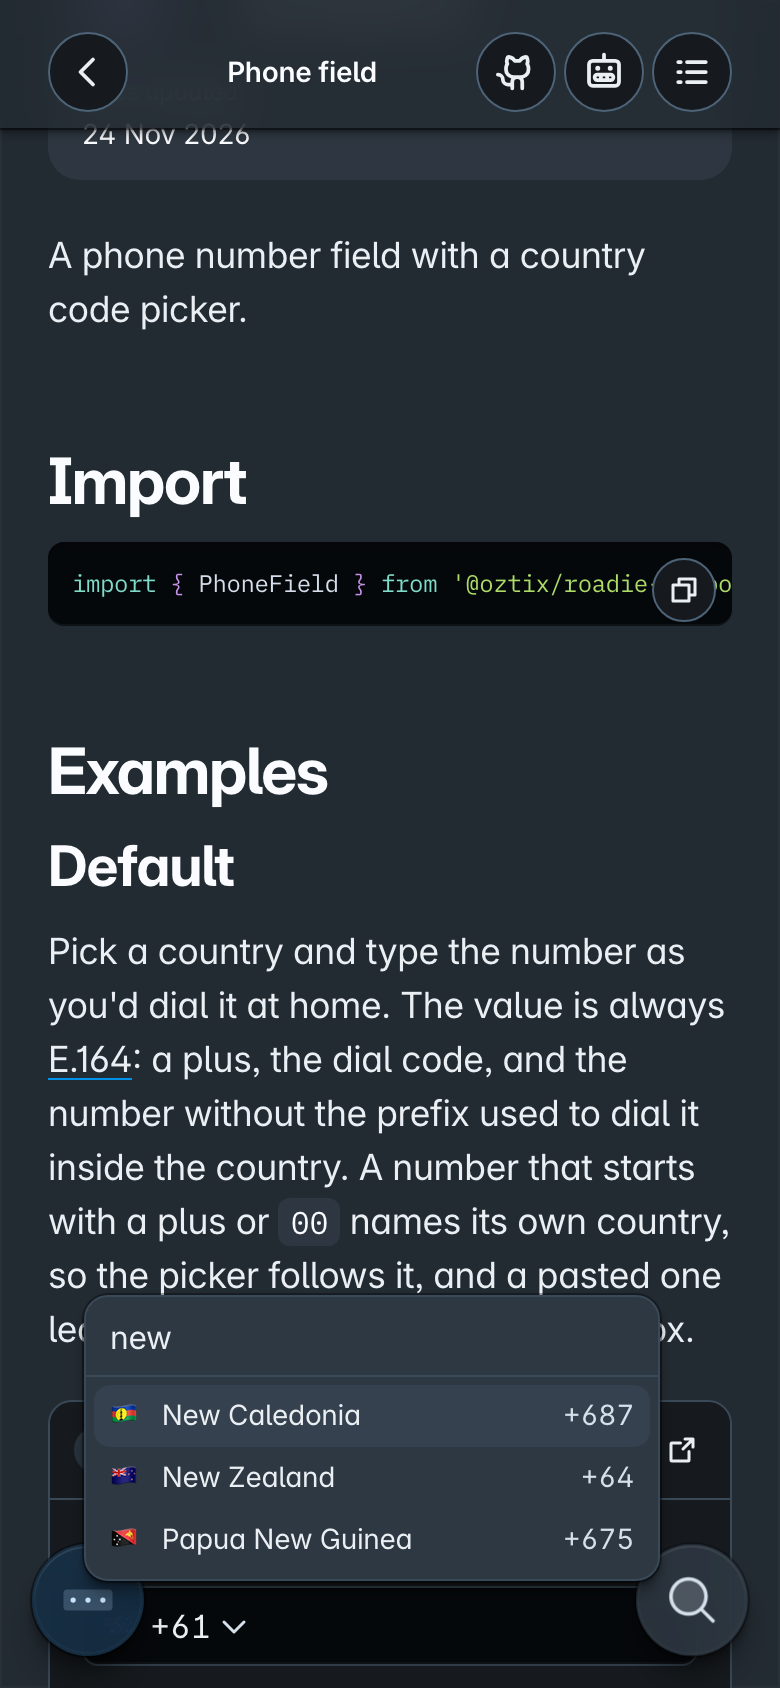 Phone field
24 Nov 2026
A phone number field with a country
code picker.
Import
import { PhoneField } from '@oztix/roadie
Examples
Default
Pick a country and type the number as
you'd dial it at home. The value is always
E.164: a plus, the dial code, and the
number without the prefix used to dial it
inside the country. A number that starts
with a plus or 00 names its own country,
so the picker follows it, and a pasted one
new
New Caledonia +687
New Zealand +64
Papua New Guinea +675
+61